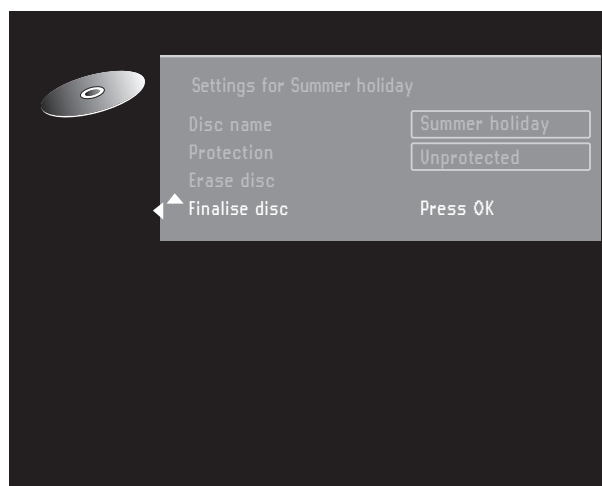 Settings for Summer holiday
Disc name Summer holiday
Protection Unprotected
Erase disc
Finalise disc Press OK